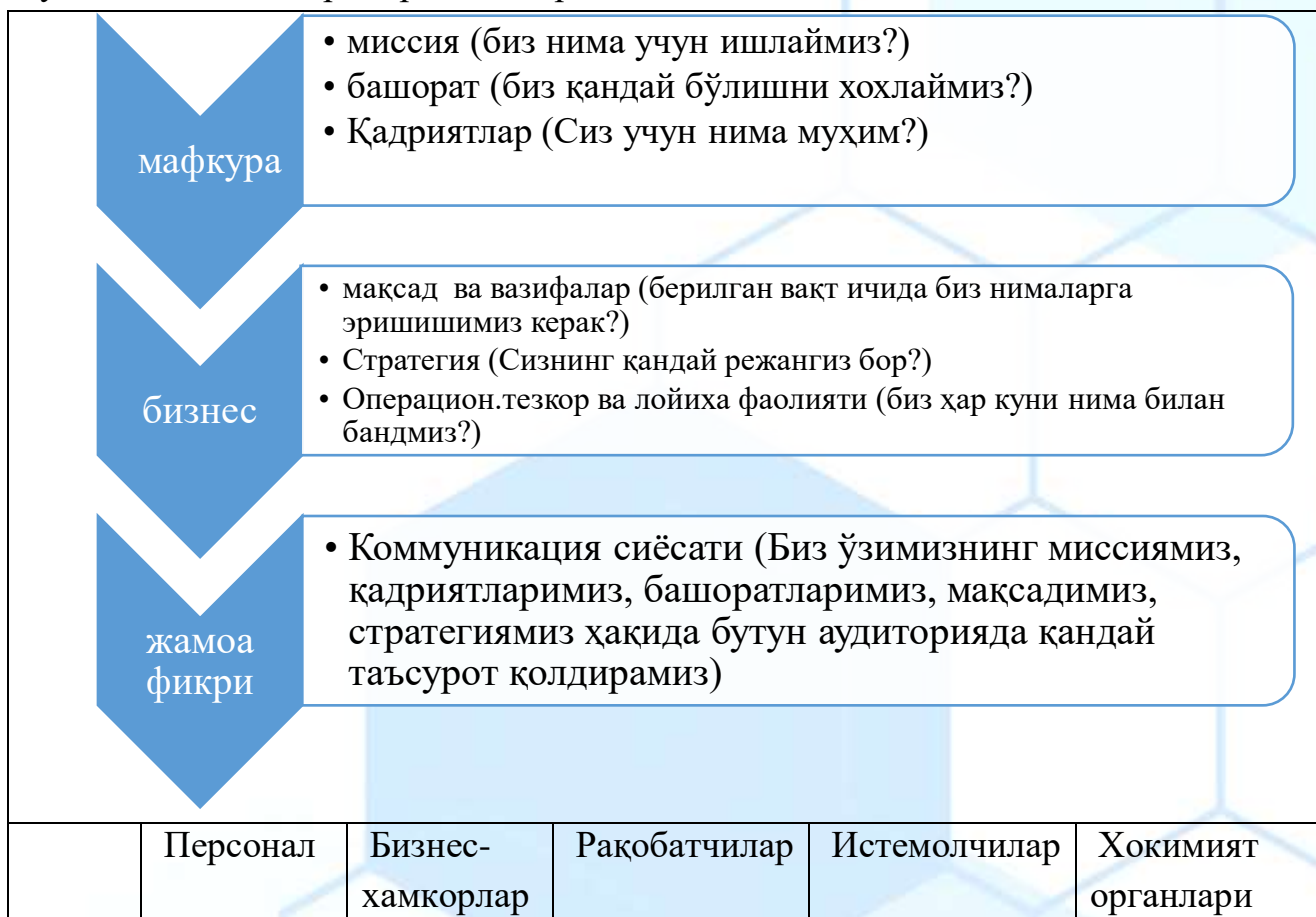 • миссия (биз нима учун ишлаймиз?)
• башорат (биз қандай бўлишни хохлаймиз?)
• Қадриятлар (Сиз учун нима муҳим?)
мафкура
• мақсад ва вазифалар (берилган вақт ичида биз нималарга
эришишимиз керак?)
• Стратегия (Сизнинг қандай режангиз бор?)
• Операцион.тезкор ва лойиха фаолияти (биз ҳар куни нима билан
бандмиз?)
бизнес
• Коммуникация сиёсати (Биз ўзимизнинг миссиямиз,
қадриятларимиз, башоратларимиз, мақсадимиз,
стратегиямиз ҳақида бутун аудиторияда қандай
таъсурот қолдирамиз)
жамоа
фикри
Персонал
Бизнес-
хамкорлар
Рақобатчилар
Истемолчилар
Хокимият
органлари